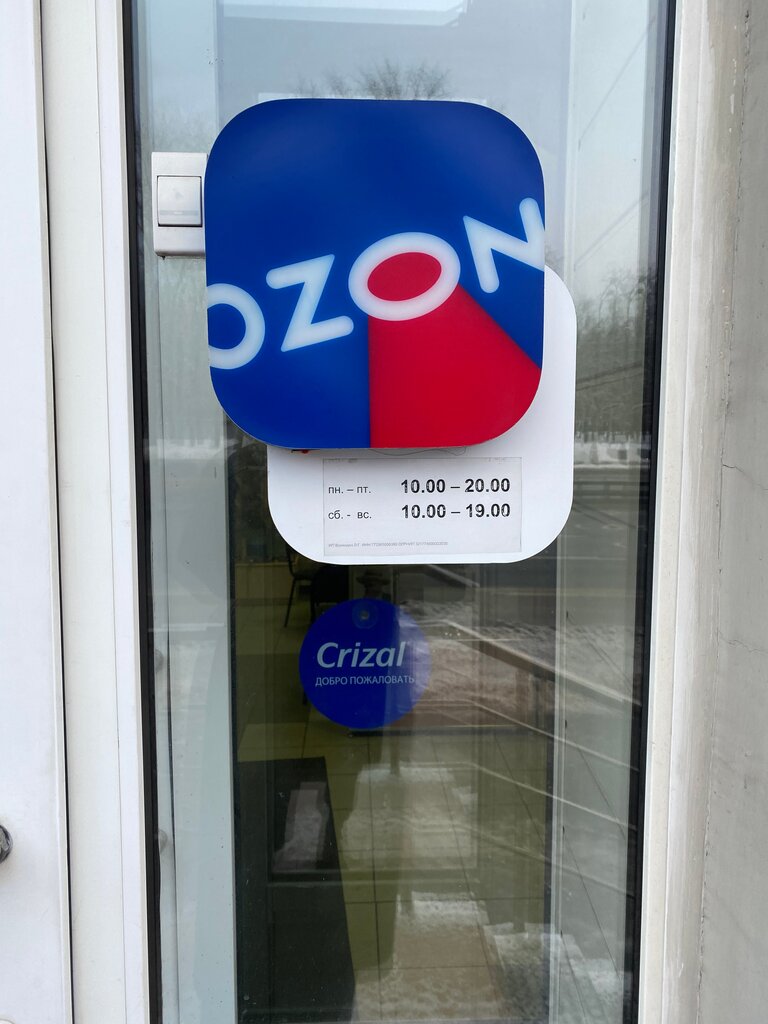 OZON
пн. – пт. 10.00 – 20.00
сб. - вс. 10.00 – 19.00
Crizal
ДОБРО ПОЖАЛОВАТЬ